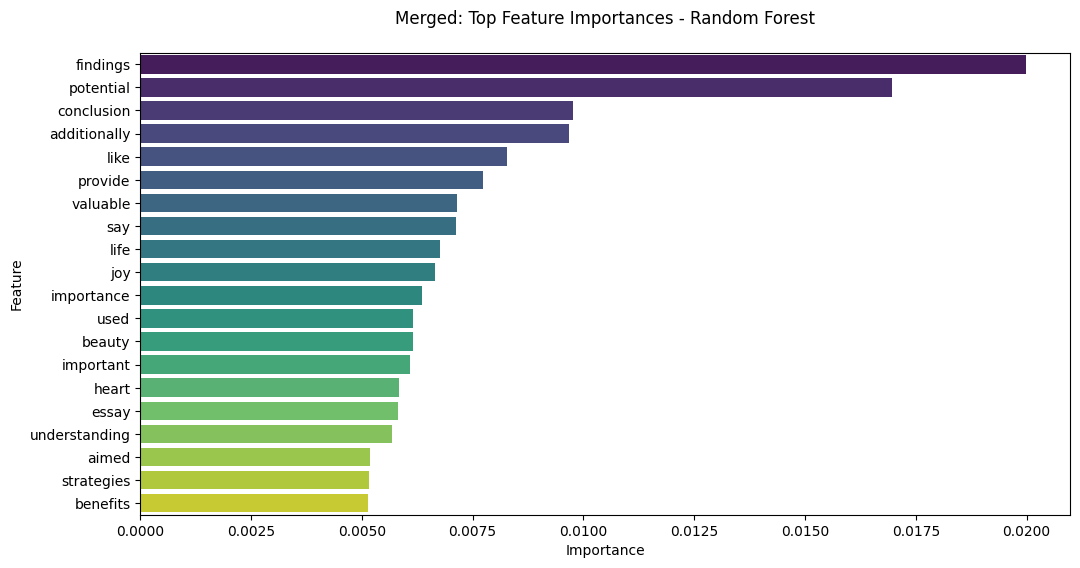 Merged: Top Feature Importances - Random Forest
findings
potential
conclusion
additionally
like
provide
valuable
say
life
joy
importance
used
beauty
important
heart
essay
understanding
aimed
strategies
benefits
Feature
0.0000 0.0025 0.0050 0.0075 0.0100 0.0125 0.0150 0.0175 0.0200
Importance